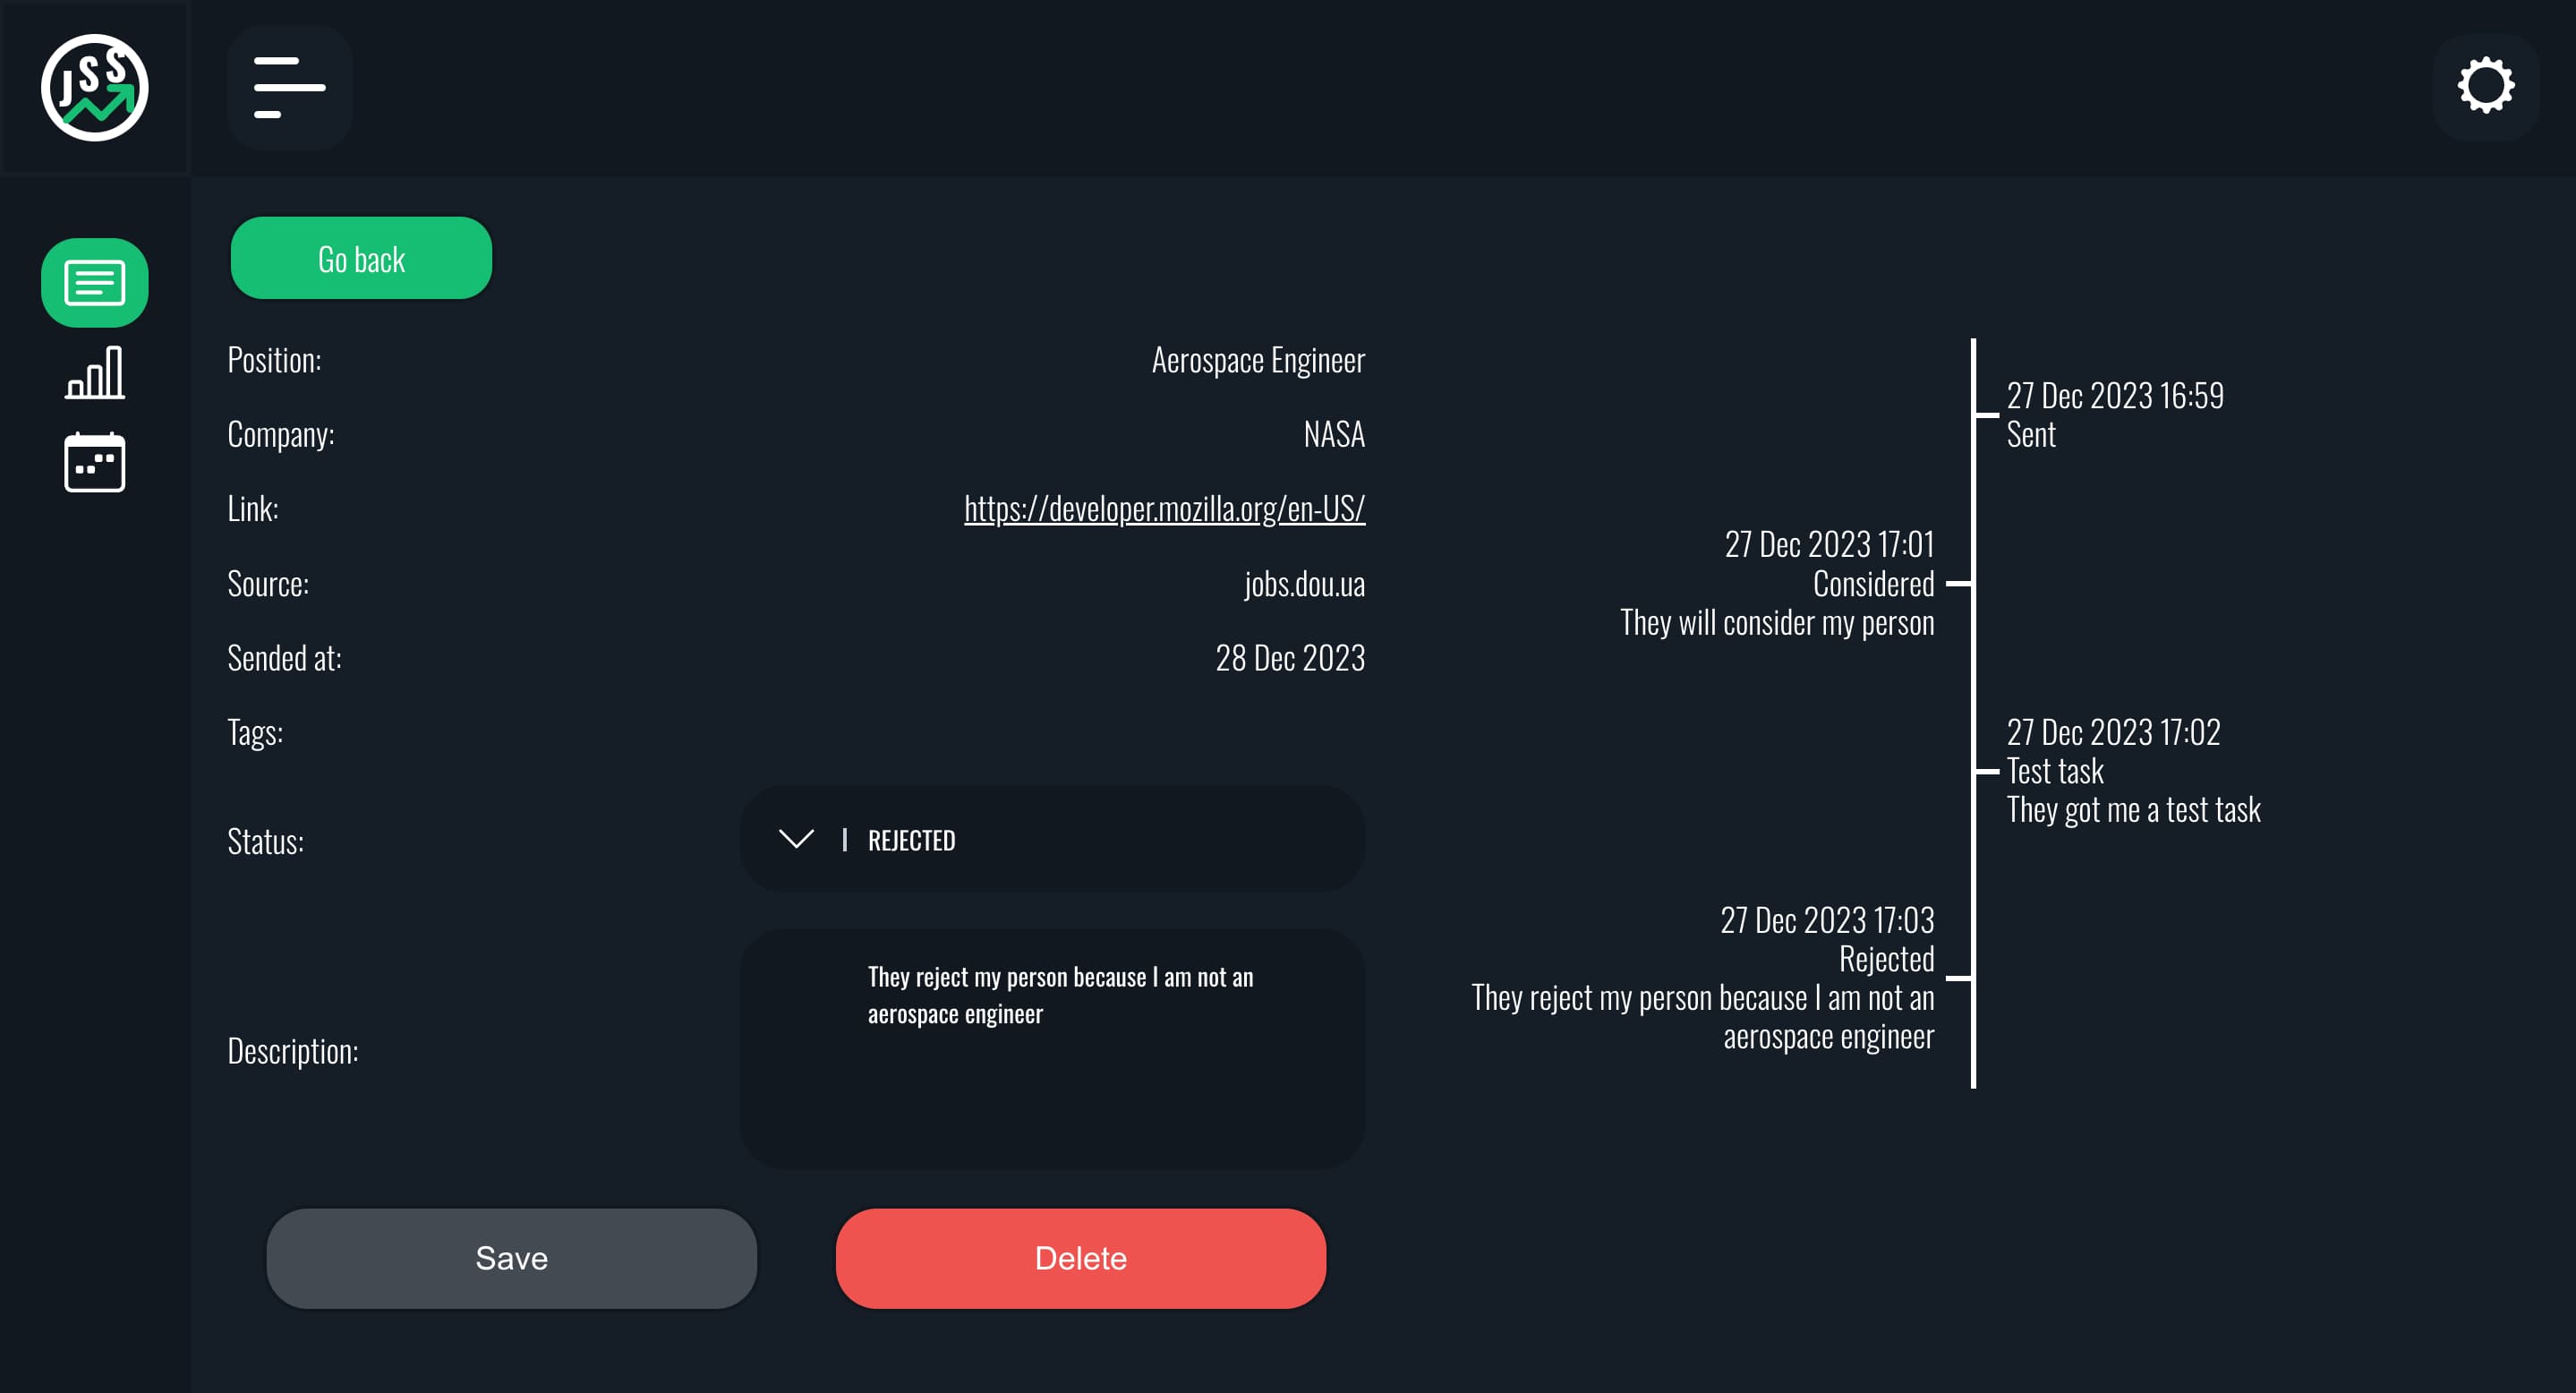 JSS
Go back
Position:
Aerospace Engineer
Company:
NASA
Link:
https://developer.mozilla.org/en-US/
Source:
jobs.dou.ua
Sended at:
28 Dec 2023
Tags:
Status:
REJECTED
Description:
They reject my person because I am not an
aerospace engineer
Save
Delete
27 Dec 2023 16:59
Sent
27 Dec 2023 17:01
Considered
They will consider my person
27 Dec 2023 17:02
Test task
They got me a test task
27 Dec 2023 17:03
Rejected
They reject my person because I am not an
aerospace engineer